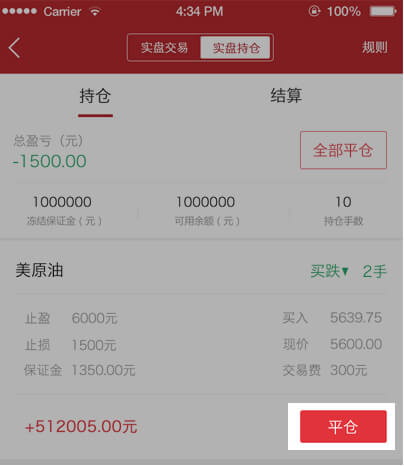 Carrier 4:34 PM 100%
实盘交易 实盘持仓 规则
持仓 结算
总盈亏（元）
-1500.00
全部平仓
1000000 1000000 10
冻结保证金（元） 可用余额（元） 持仓手数
美原油 买跌▼ 2手
止盈 6000元 买入 5639.75
止损 1500元 现价 5600.00
保证金 1350.00元 交易费 300元
+512005.00元 平仓